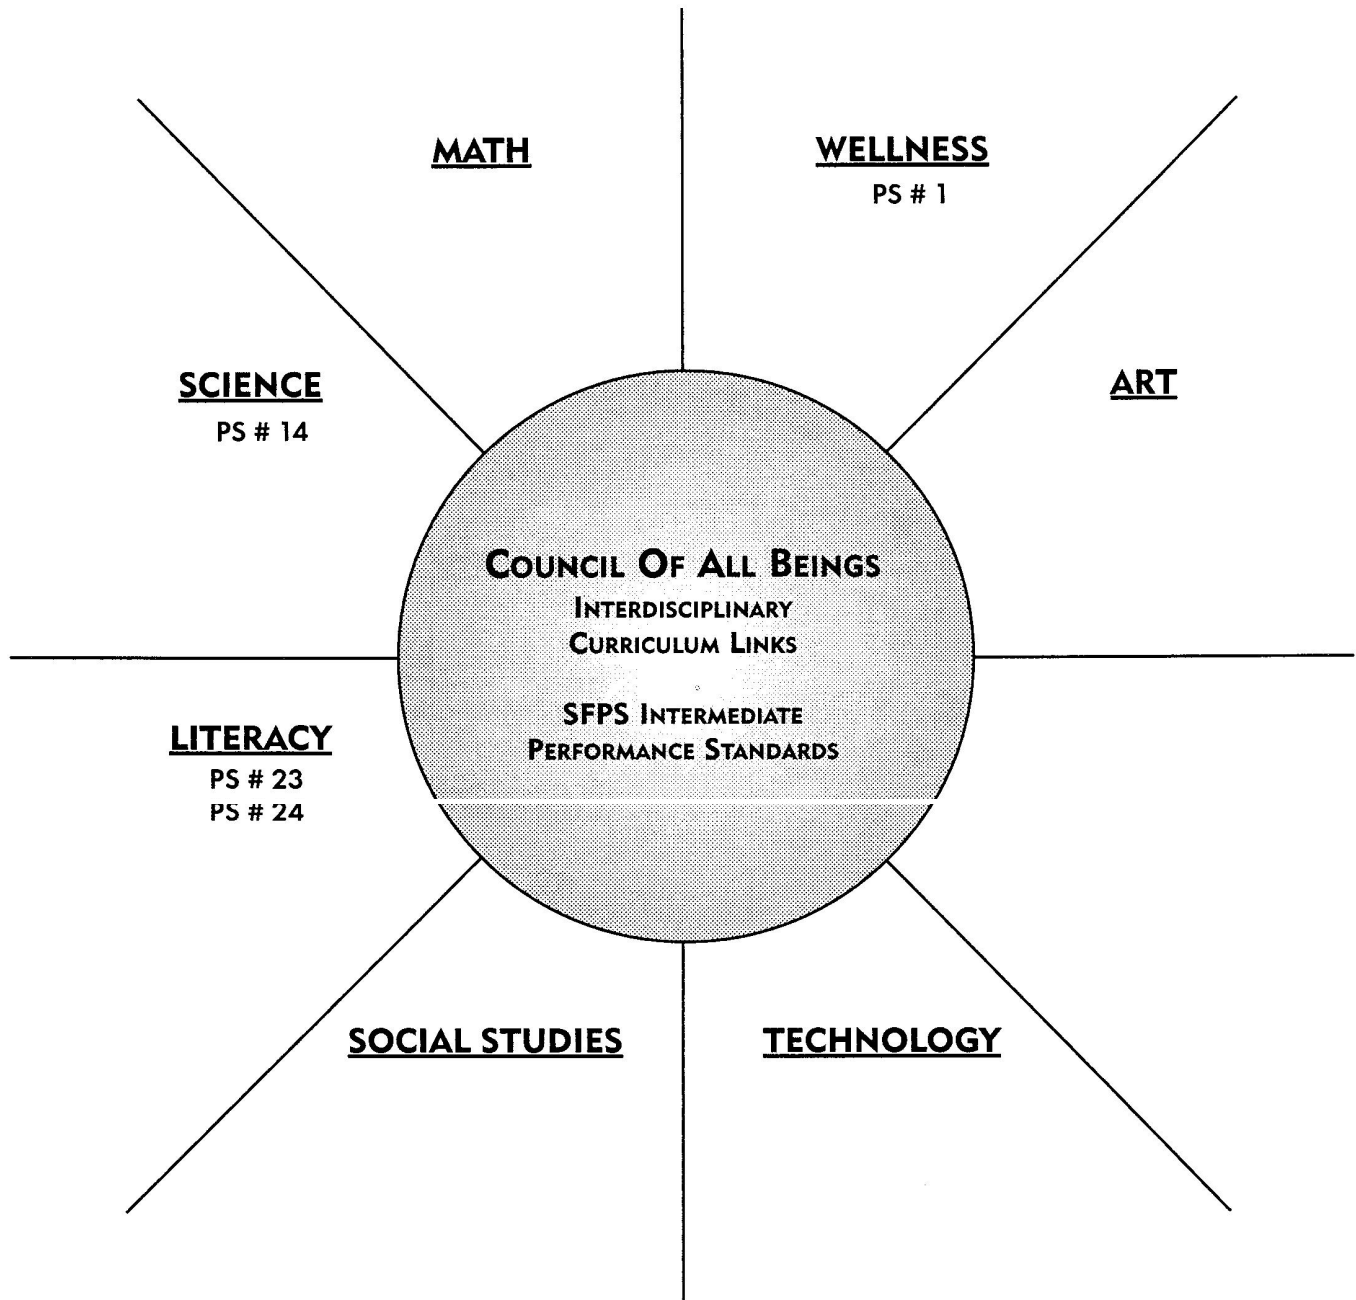 MATH
WELLNESS
PS # 1
SCIENCE
PS # 14
ART
COUNCIL OF ALL BEINGS
INTERDISCIPLINARY
CURRICULUM LINKS
SFPS INTERMEDIATE
PERFORMANCE STANDARDS
LITERACY
PS # 23
PS # 24
SOCIAL STUDIES
TECHNOLOGY